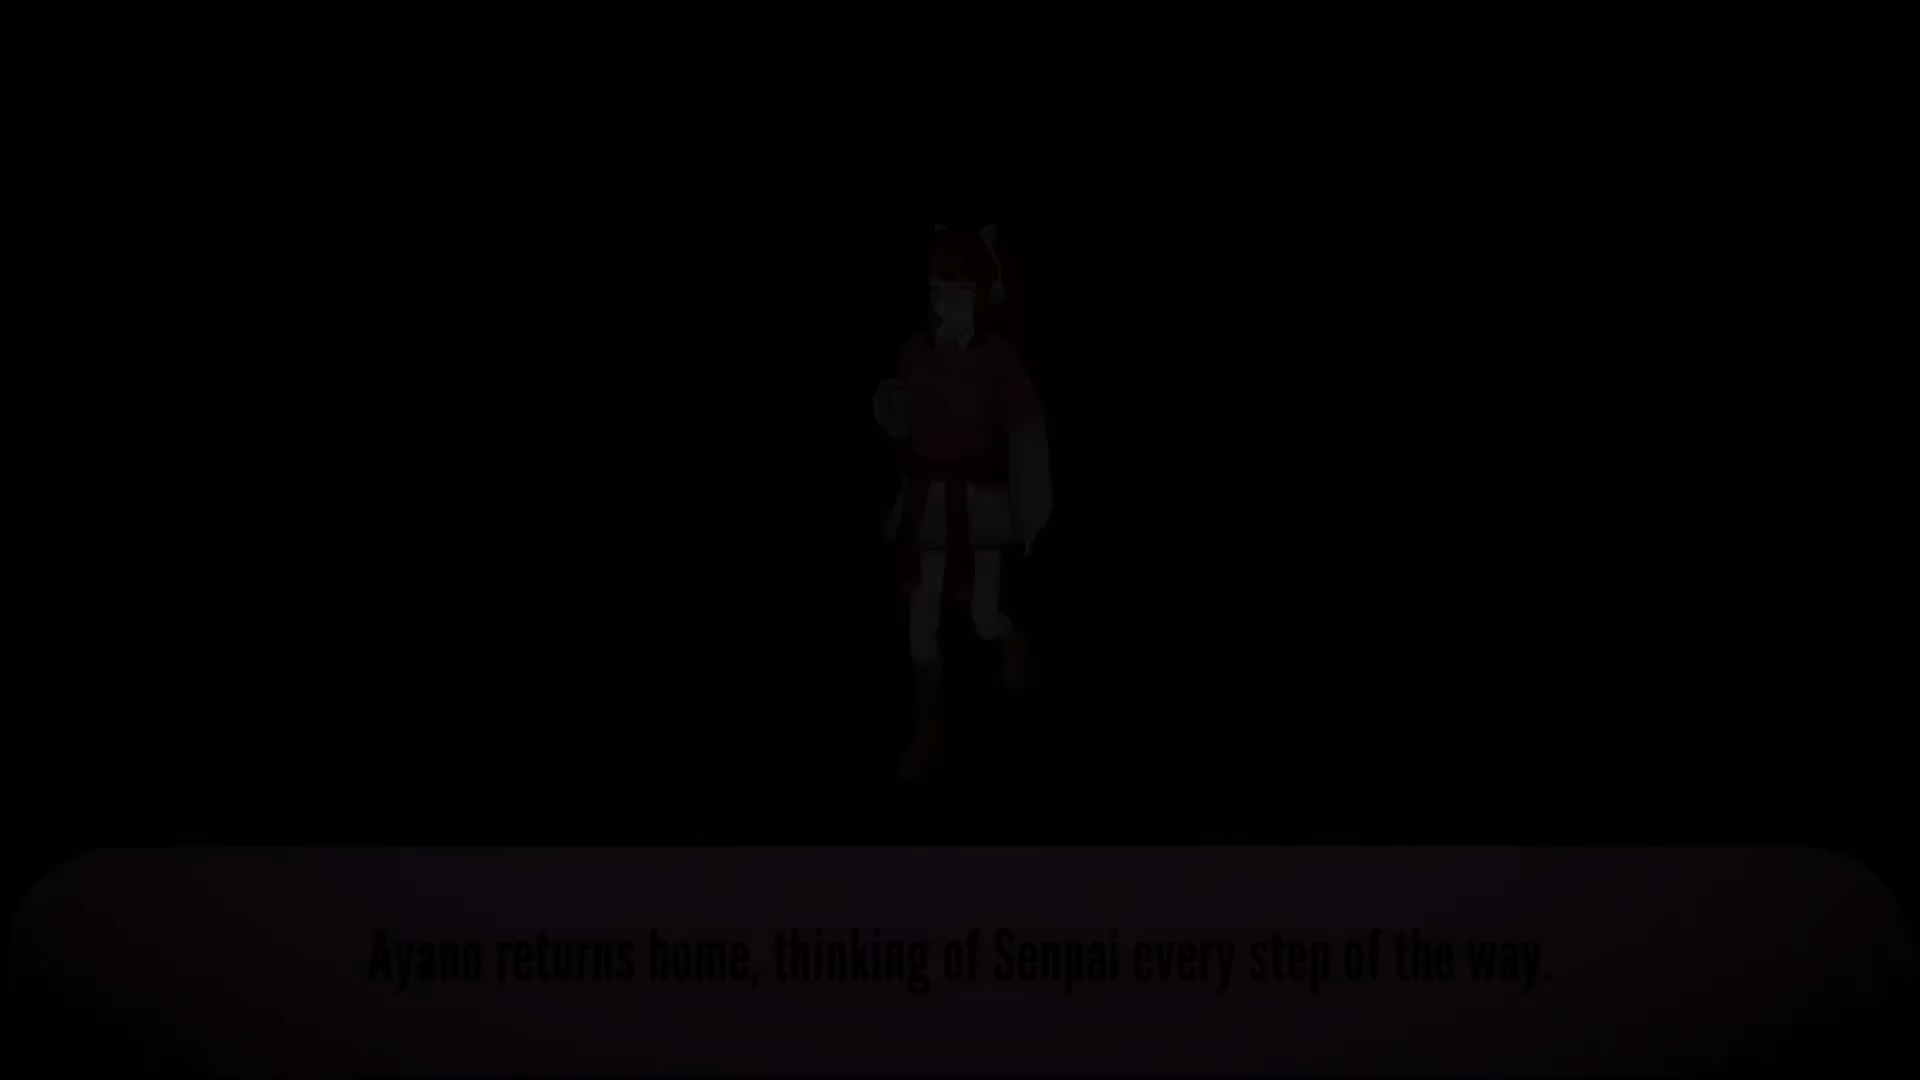 Ayano returns home, thinking of Senpai every step of the way.